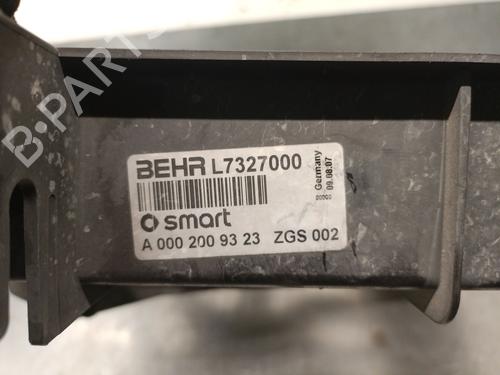 BEHR L7327000
smart
A 000 200 93 23 ZGS 002
Germany
09.08.07
B-PARTS